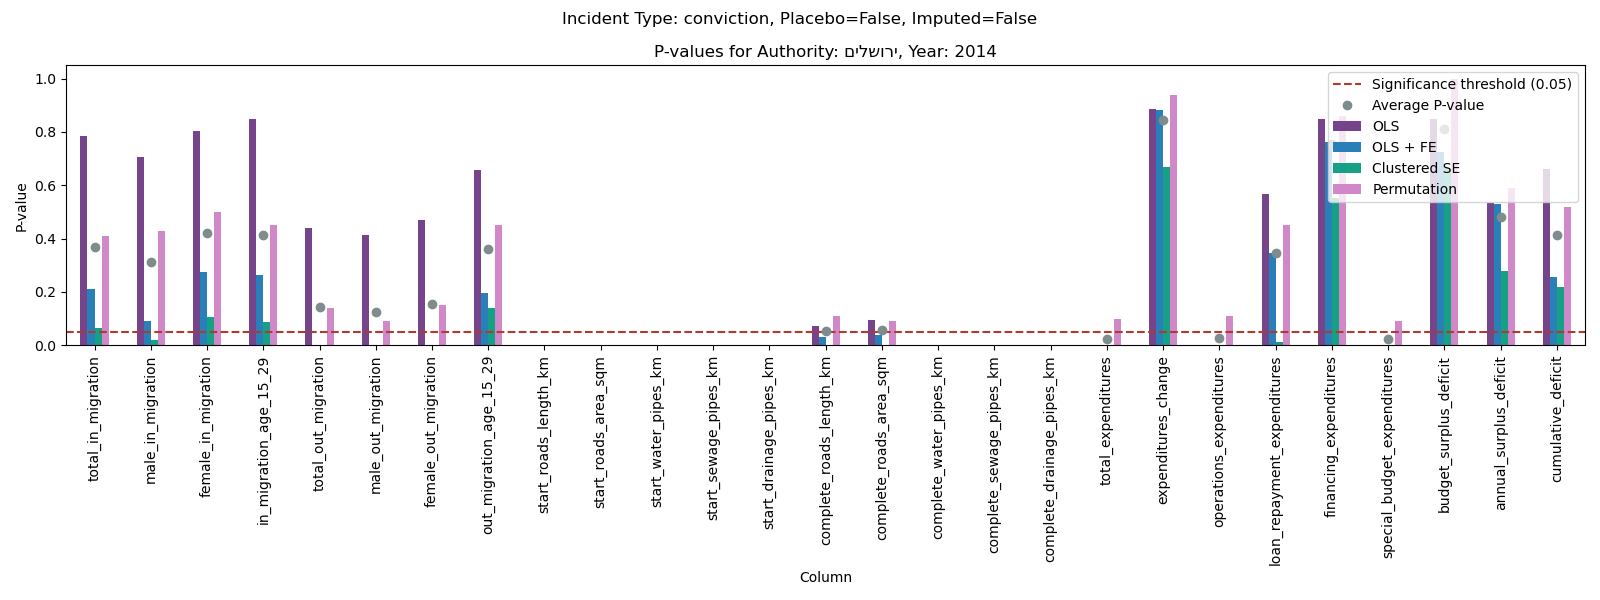 Incident Type: conviction, Placebo=False, Imputed=False
P-values for Authority: ירושלים, Year: 2014
P-value
1.0
0.8
0.6
0.4
0.2
0.0
Significance threshold (0.05)
Average P-value
OLS
OLS + FE
Clustered SE
Permutation
total_in_migration
male_in_migration
female_in_migration
in_migration_age_15_29
total_out_migration
male_out_migration
female_out_migration
out_migration_age_15_29
start_roads_length_km
start_roads_area_sqm
start_water_pipes_km
start_sewage_pipes_km
start_drainage_pipes_km
complete_roads_length_km
complete_roads_area_sqm
complete_water_pipes_km
complete_sewage_pipes_km
complete_drainage_pipes_km
total_expenditures
expenditures_change
operations_expenditures
loan_repayment_expenditures
financing_expenditures
special_budget_expenditures
budget_surplus_deficit
annual_surplus_deficit
cumulative_deficit
Column